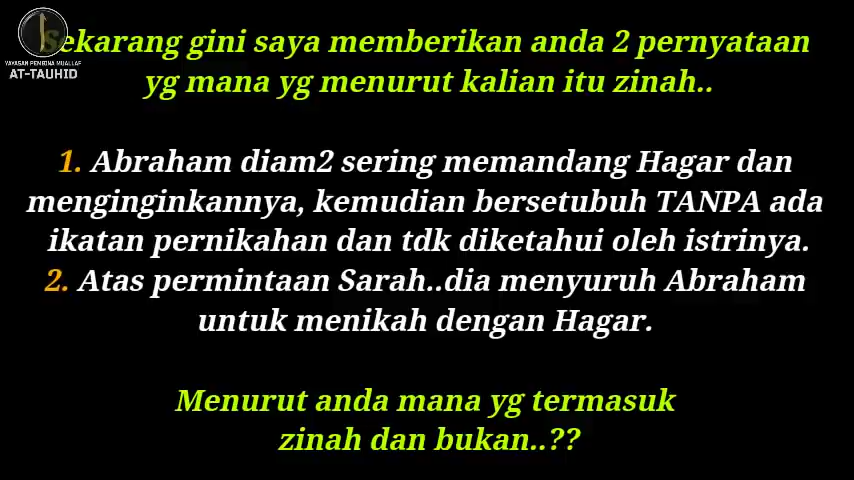 YAYASAN PEMBINA MUALLAF
AT-TAUHID
Sekarang gini saya memberikan anda 2 pernyataan
yg mana yg menurut kalian itu zinah..
1. Abraham diam2 sering memandang Hagar dan
menginginkannya, kemudian bersetubuh TANPA ada
ikatan pernikahan dan tdk diketahui oleh istrinya.
2. Atas permintaan Sarah..dia menyuruh Abraham
untuk menikah dengan Hagar.
Menurut anda mana yg termasuk
zinah dan bukan..??